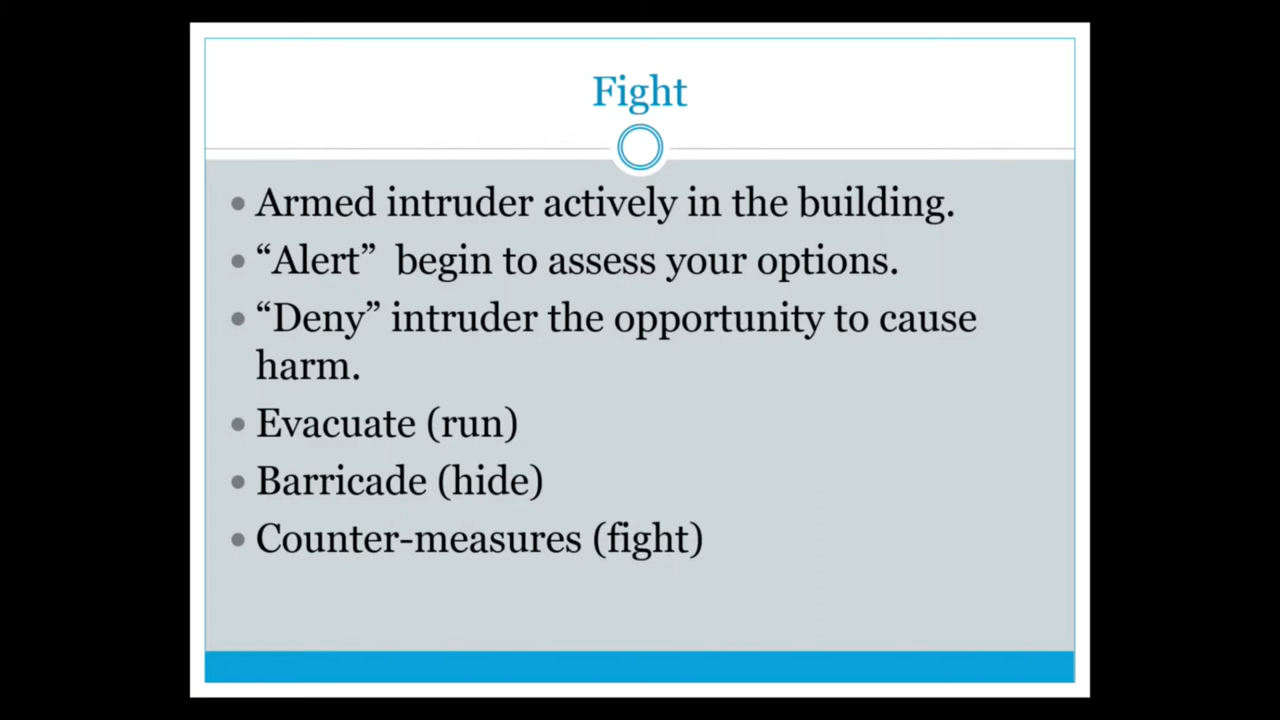 Fight
• Armed intruder actively in the building.
• “Alert”  begin to assess your options.
• “Deny” intruder the opportunity to cause
harm.
• Evacuate (run)
• Barricade (hide)
• Counter-measures (fight)